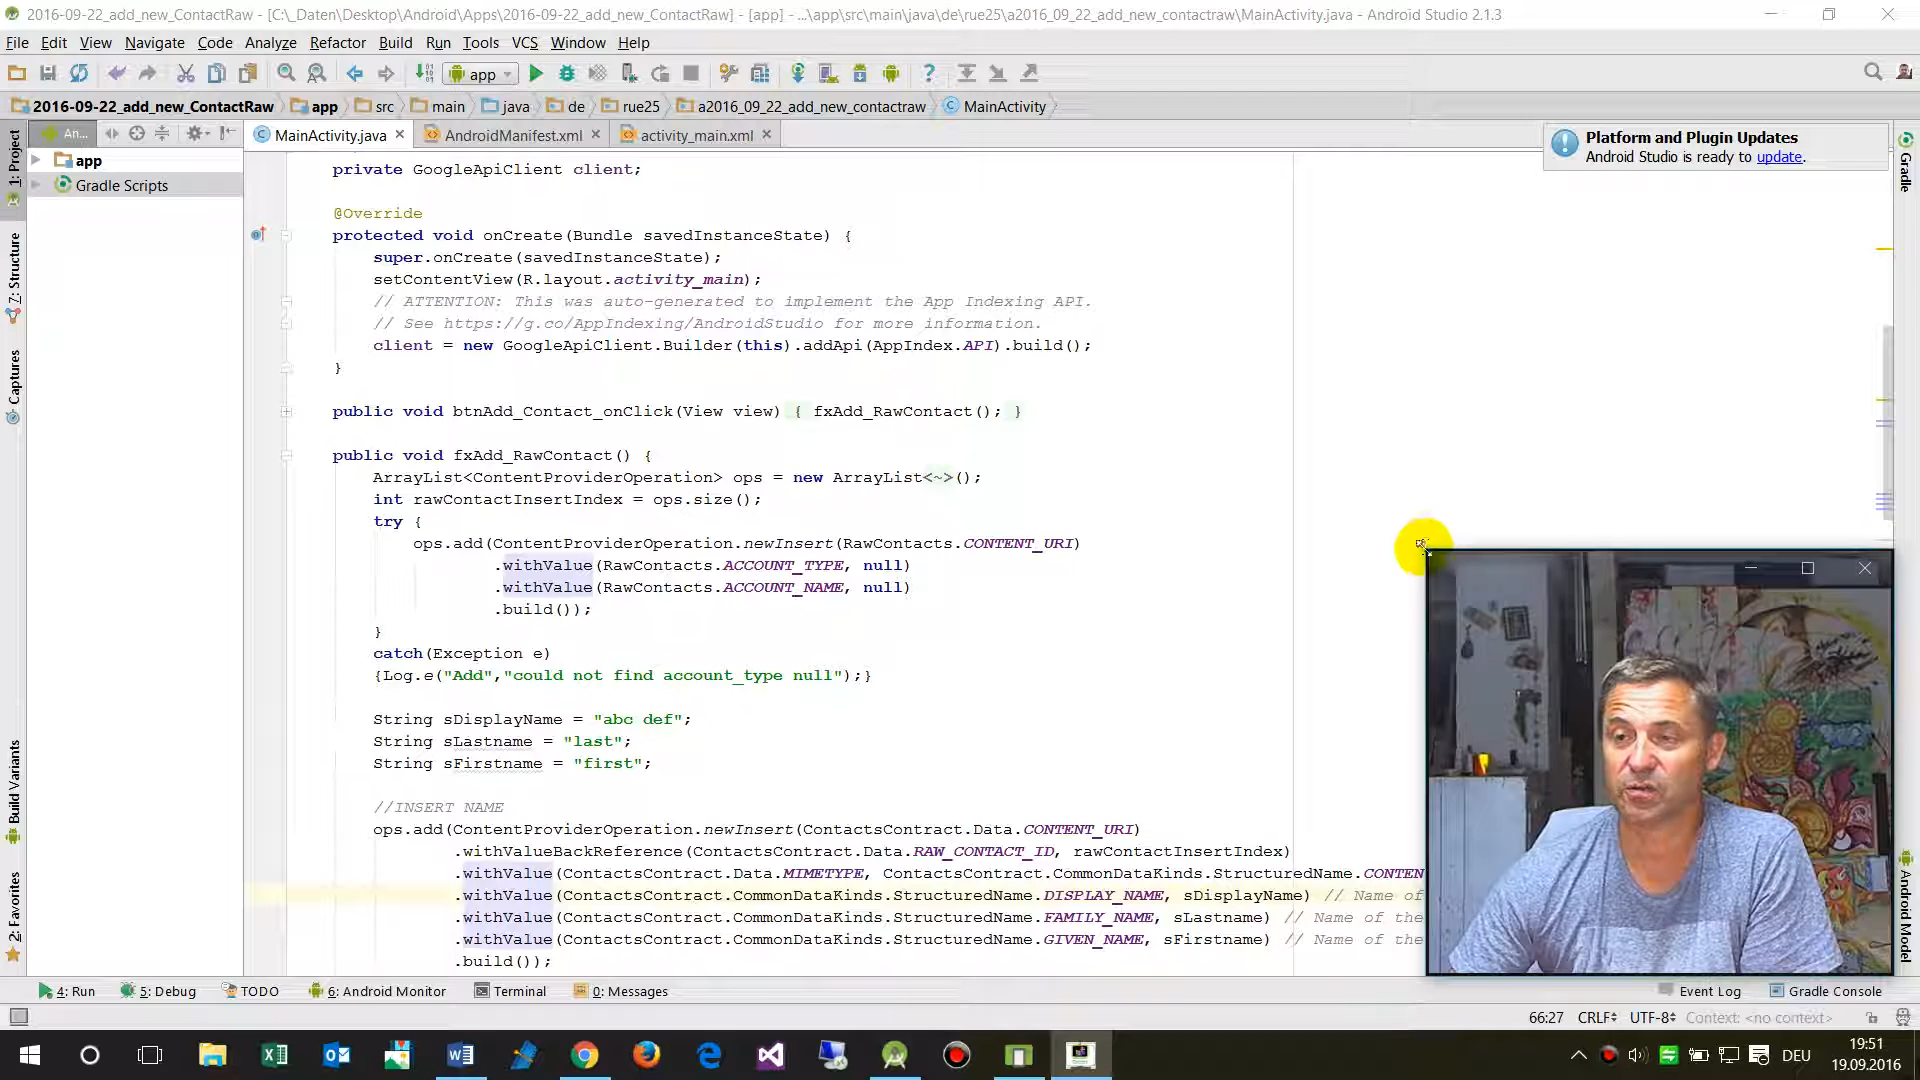 2016-09-22_add_new_ContactRaw - [C:\_Daten\Desktop\Android\Apps\2016-09-22_add_new_ContactRaw] - [app] - ...\app\src\main\java\de\rue25\a2016_09_22_add_new_contactraw\MainActivity.java - Android Studio 2.1.3
File Edit View Navigate Code Analyze Refactor Build Run Tools VCS Window Help
app
2016-09-22_add_new_ContactRaw app src main java de rue25 a2016_09_22_add_new_contactraw MainActivity
An... MainActivity.java AndroidManifest.xml activity_main.xml
Platform and Plugin Updates
Android Studio is ready to update.
app
Gradle Scripts
1: Project
7: Structure
Captures
Build Variants
2: Favorites
Gradle
Android Model
private GoogleApiClient client;
@Override
protected void onCreate(Bundle savedInstanceState) {
super.onCreate(savedInstanceState);
setContentView(R.layout.activity_main);
// ATTENTION: This was auto-generated to implement the App Indexing API.
// See https://g.co/AppIndexing/AndroidStudio for more information.
client = new GoogleApiClient.Builder(this).addApi(AppIndex.API).build();
}
public void btnAdd_Contact_onClick(View view) { fxAdd_RawContact(); }
public void fxAdd_RawContact() {
ArrayList<ContentProviderOperation> ops = new ArrayList<~>();
int rawContactInsertIndex = ops.size();
try {
ops.add(ContentProviderOperation.newInsert(RawContacts.CONTENT_URI)
.withValue(RawContacts.ACCOUNT_TYPE, null)
.withValue(RawContacts.ACCOUNT_NAME, null)
.build());
}
catch(Exception e)
{Log.e("Add","could not find account_type null");}
String sDisplayName = "abc def";
String sLastname = "last";
String sFirstname = "first";
//INSERT NAME
ops.add(ContentProviderOperation.newInsert(ContactsContract.Data.CONTENT_URI)
.withValueBackReference(ContactsContract.Data.RAW_CONTACT_ID, rawContactInsertIndex)
.withValue(ContactsContract.Data.MIMETYPE, ContactsContract.CommonDataKinds.StructuredName.CONTEN
.withValue(ContactsContract.CommonDataKinds.StructuredName.DISPLAY_NAME, sDisplayName) // Name of
.withValue(ContactsContract.CommonDataKinds.StructuredName.FAMILY_NAME, sLastname) // Name of the
.withValue(ContactsContract.CommonDataKinds.StructuredName.GIVEN_NAME, sFirstname) // Name of the
.build());
4: Run 5: Debug TODO 6: Android Monitor Terminal 0: Messages Event Log Gradle Console
66:27 CRLF UTF-8 Context: <no context>
DEU
19:51
19.09.2016